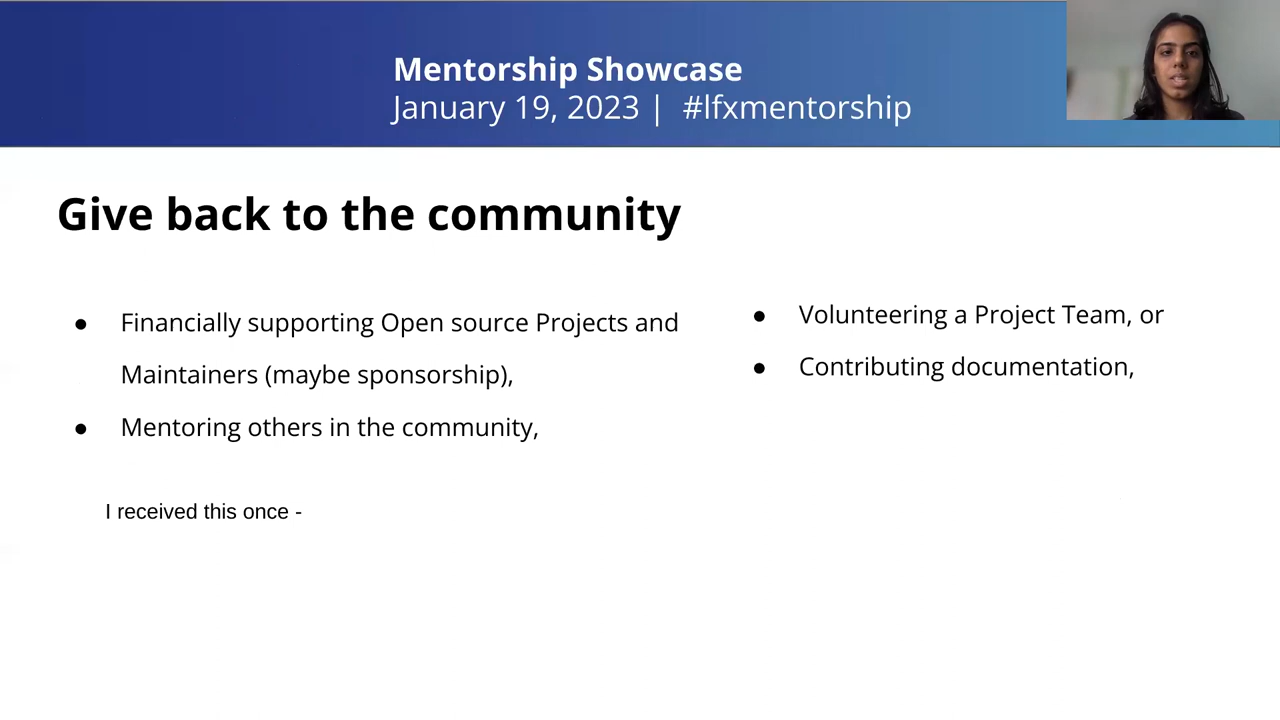 Mentorship Showcase
January 19, 2023 | #lfxmentorship
Give back to the community
● Financially supporting Open source Projects and
Maintainers (maybe sponsorship),
● Mentoring others in the community,
● Volunteering a Project Team, or
● Contributing documentation,
I received this once -